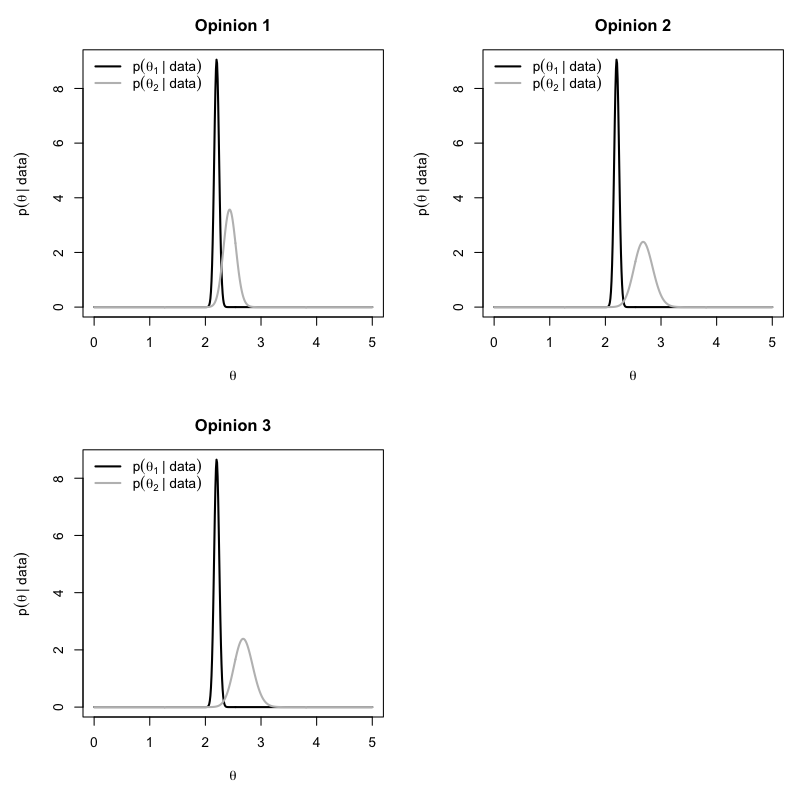 Opinion 1
p(θ1 | data)
p(θ2 | data)
p(θ | data)
0 2 4 6 8
0 1 2 3 4 5
θ
Opinion 2
p(θ1 | data)
p(θ2 | data)
p(θ | data)
0 2 4 6 8
0 1 2 3 4 5
θ
Opinion 3
p(θ1 | data)
p(θ2 | data)
p(θ | data)
0 2 4 6 8
0 1 2 3 4 5
θ